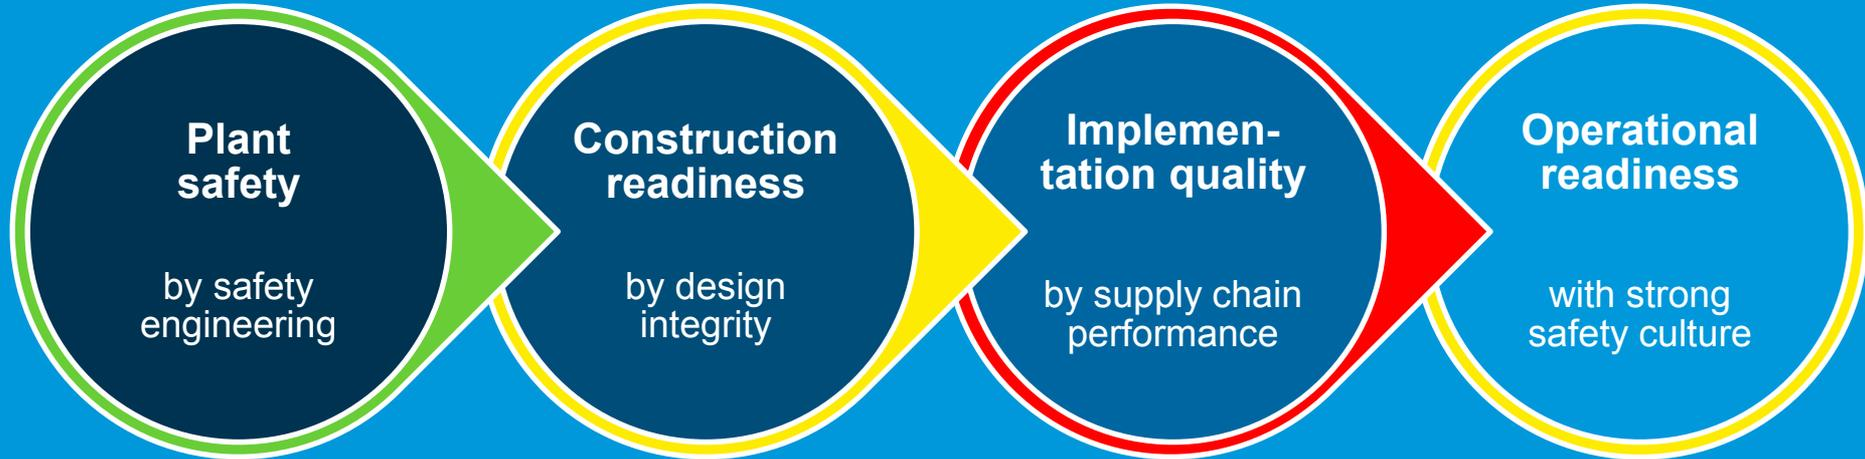 Plant
safety
by safety
engineering
Construction
readiness
by design
integrity
Implemen-
tation quality
by supply chain
performance
Operational
readiness
with strong
safety culture